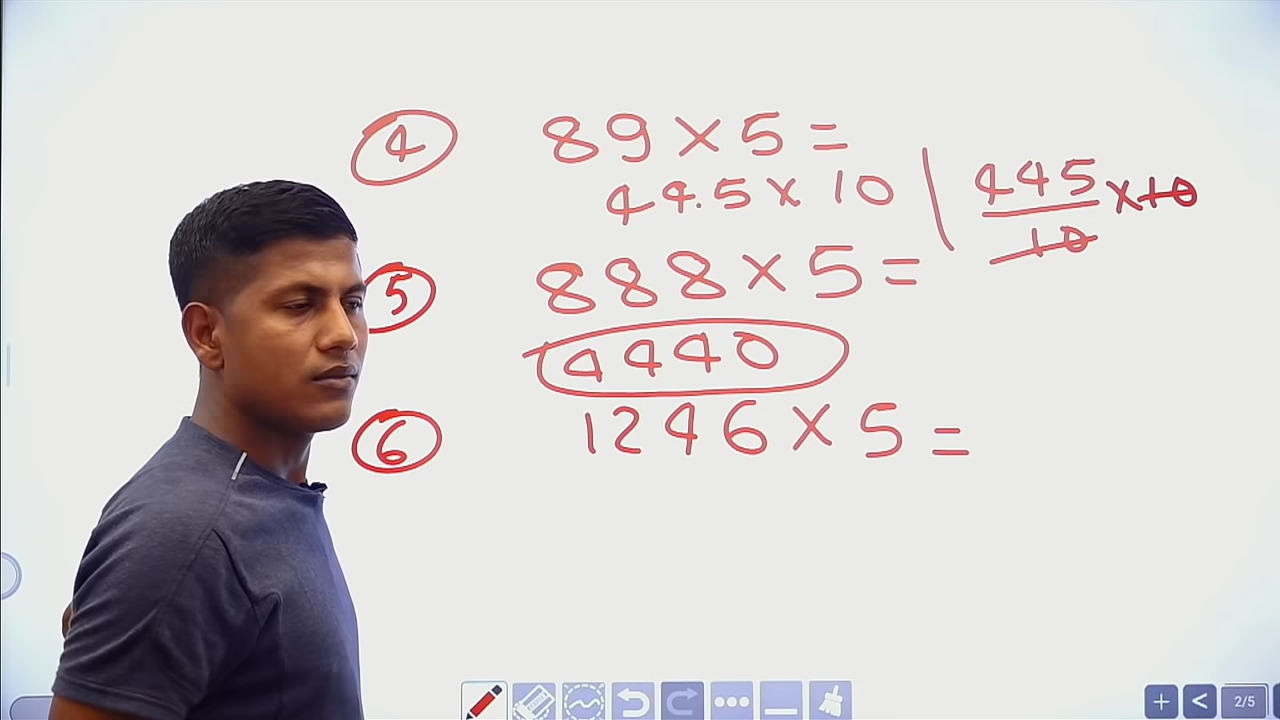 ④ 89 × 5 =
44.5 × 10 | 445/10 × 10
⑤ 888 × 5 =
4440
⑥ 1246 × 5 =
2/5